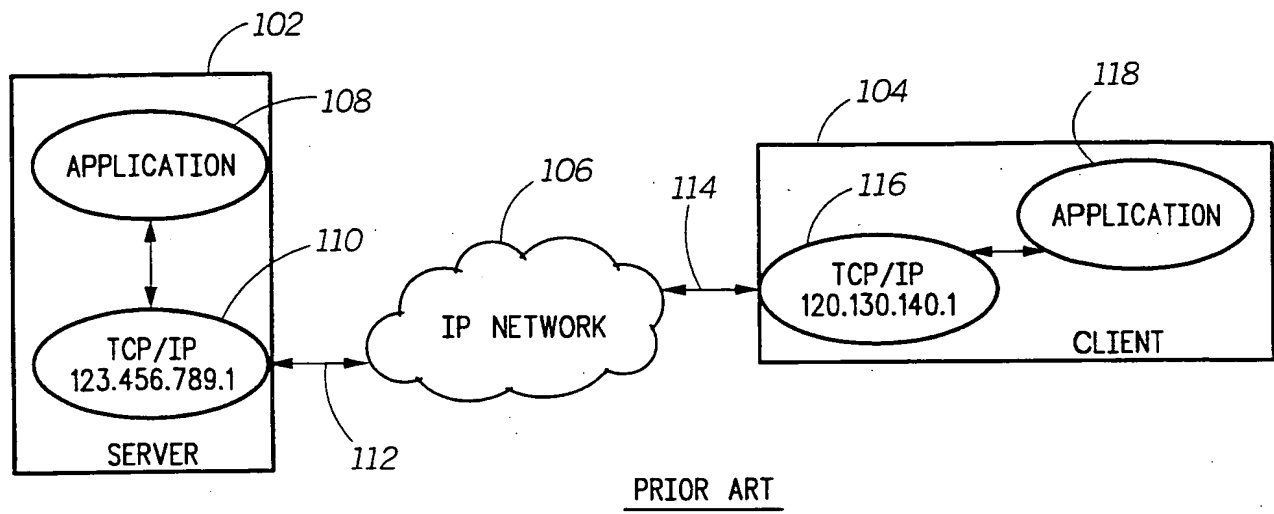 102
108
APPLICATION
110
TCP/IP
123.456.789.1
SERVER
112
106
IP NETWORK
114
104
118
116
APPLICATION
TCP/IP
120.130.140.1
CLIENT
PRIOR ART